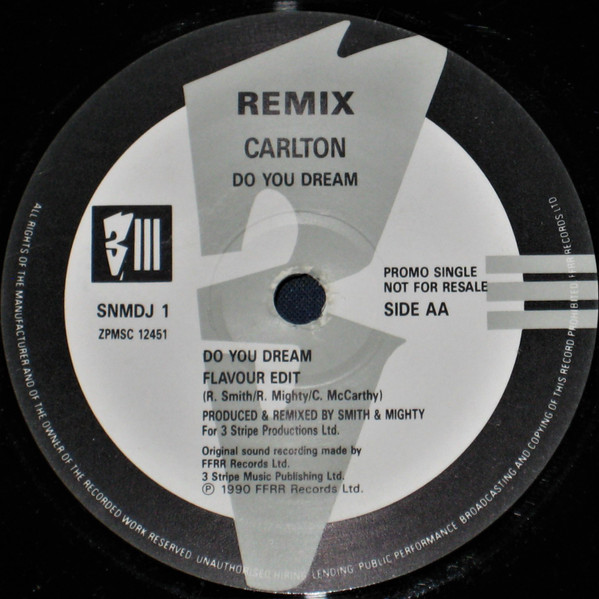 REMIX
CARLTON
DO YOU DREAM
3
SNMDJ 1
ZPMSC 12451
PROMO SINGLE
NOT FOR RESALE
SIDE AA
DO YOU DREAM
FLAVOUR EDIT
(R. Smith/R. Mighty/C. McCarthy)
PRODUCED & REMIXED BY SMITH & MIGHTY
For 3 Stripe Productions Ltd.
Original sound recording made by
FFRR Records Ltd.
3 Stripe Music Publishing Ltd.
Ⓟ 1990 FFRR Records Ltd.
ALL RIGHTS OF THE MANUFACTURER AND OF THE OWNER OF THE RECORDED WORK RESERVED. UNAUTHORISED HIRING, LENDING, PUBLIC PERFORMANCE, BROADCASTING AND COPYING OF THIS RECORD PROHIBITED. FFRR RECORDS LTD